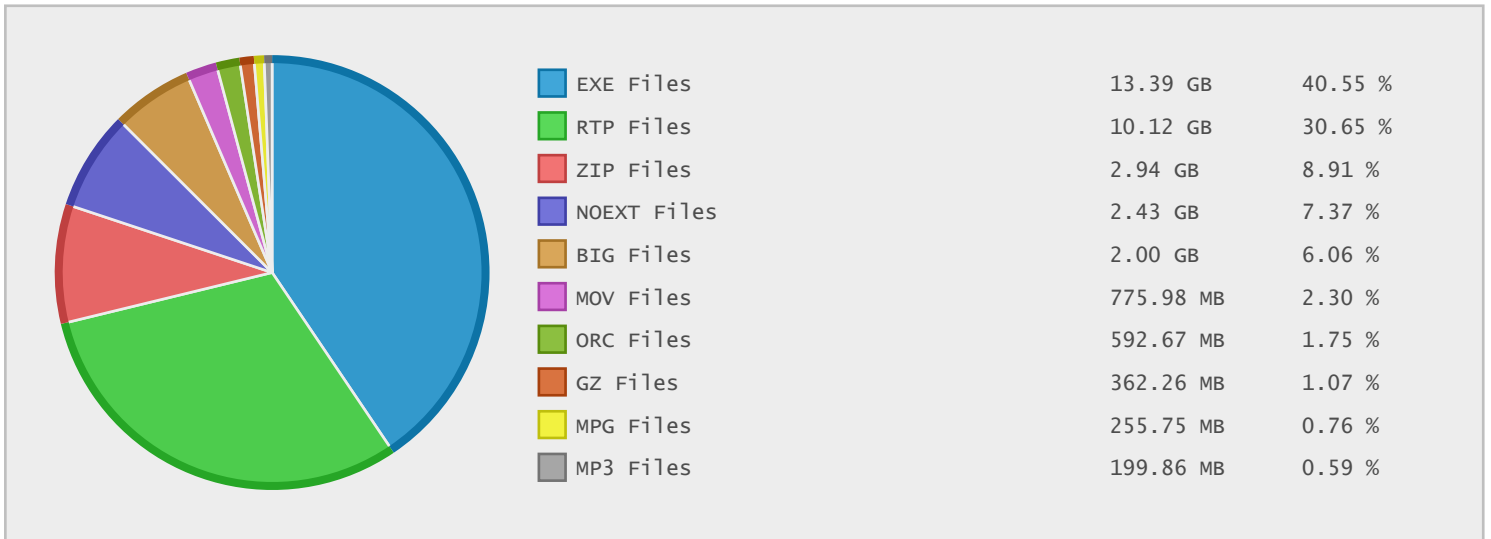 EXE Files 13.39 GB 40.55 %
RTP Files 10.12 GB 30.65 %
ZIP Files 2.94 GB 8.91 %
NOEXT Files 2.43 GB 7.37 %
BIG Files 2.00 GB 6.06 %
MOV Files 775.98 MB 2.30 %
ORC Files 592.67 MB 1.75 %
GZ Files 362.26 MB 1.07 %
MPG Files 255.75 MB 0.76 %
MP3 Files 199.86 MB 0.59 %